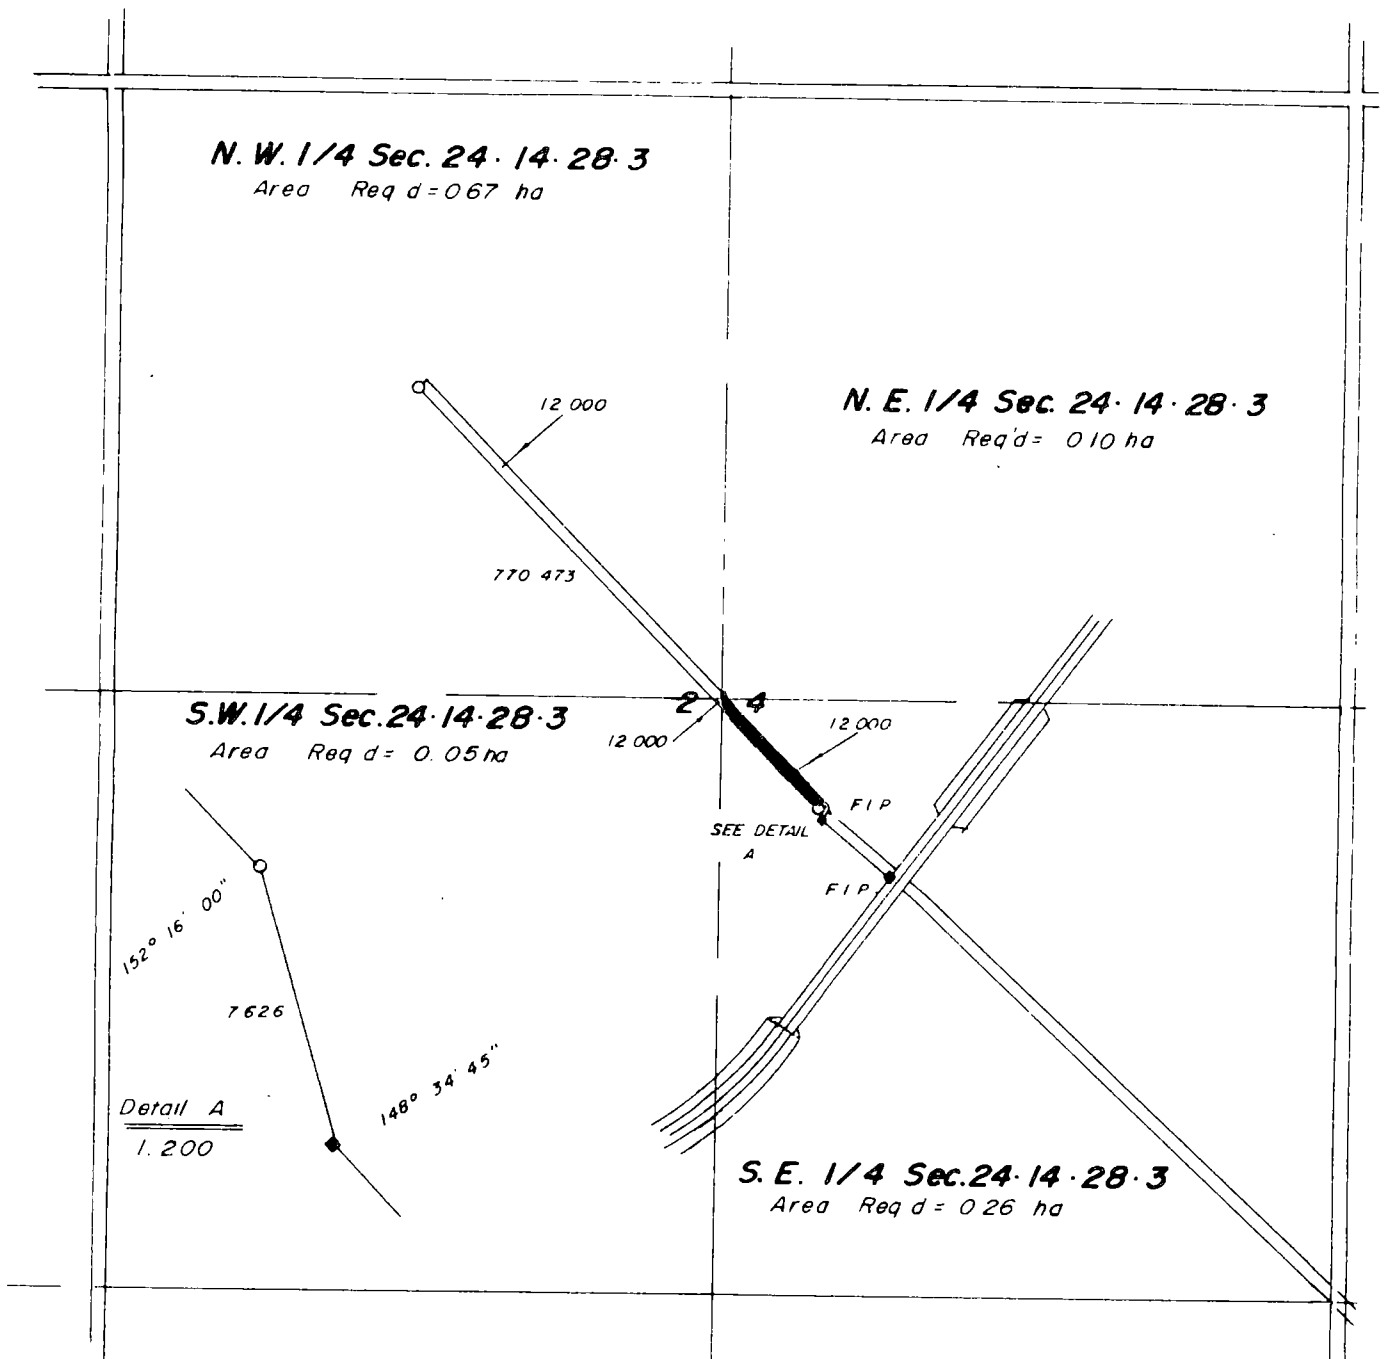 N. W. 1/4 Sec. 24. 14. 28. 3
Area Req d = 0 67 ha
12 000
N. E. 1/4 Sec. 24. 14. 28. 3
Area Req'd = 0 10 ha
770 473
2 4
S.W. 1/4 Sec. 24. 14. 28. 3
Area Req d = 0. 05 ha
12 000
12 000
F I P
SEE DETAIL
A
F I P
152° 16' 00"
7 626
148° 34' 45"
Detail A
1. 200
S. E. 1/4 Sec. 24. 14. 28. 3
Area Req d = 0 26 ha